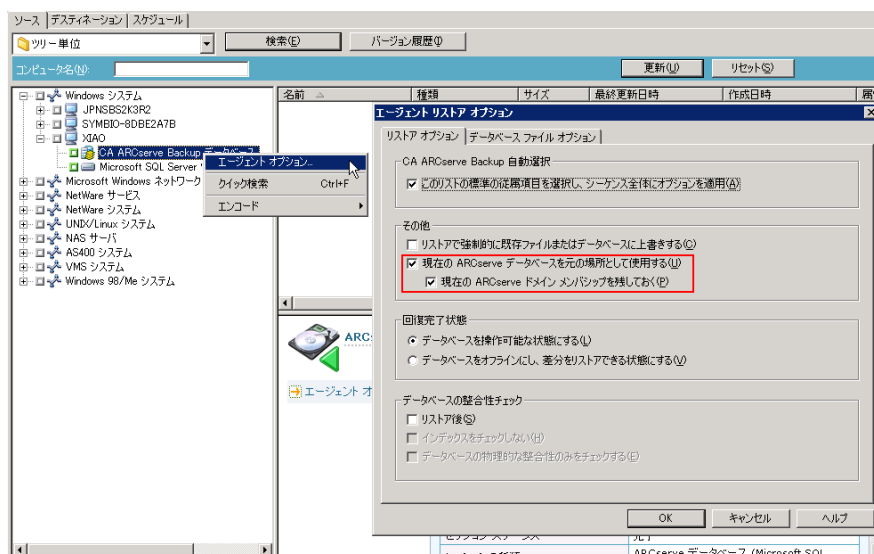 ソース
デスティネーション
スケジュール
ツリー単位
検索(E)
バージョン履歴(I)
コンピュータ名(N):
更新(U)
リセット(S)
Windows システム
JPNSBS2K3R2
SYMBIO-8DBE2A7B
XIAO
CA ARCserve Backup データベース
Microsoft SQL Server
Microsoft Windows ネットワーク
NetWare サービス
NetWare システム
UNIX/Linux システム
NAS サーバ
AS400 システム
VMS システム
Windows 98/Me システム
エージェント オプション...
クイック検索 Ctrl+F
エンコード
名前
種類
サイズ
最終更新日時
作成日時
ARC
エージェント オ
エージェント リストア オプション
リストア オプション
データベース ファイル オプション
CA ARCserve Backup 自動選択
このリストの標準の従属項目を選択し、シーケンス全体にオプションを適用(A)
その他
リストアで強制的に既存ファイルまたはデータベースに上書きする(C)
現在の ARCserve データベースを元の場所として使用する(U)
現在の ARCserve ドメイン メンバシップを残しておく(P)
回復完了状態
データベースを操作可能な状態にする(L)
データベースをオフラインにし、差分をリストアできる状態にする(V)
データベースの整合性チェック
リストア後(S)
インデックスをチェックしない(H)
データベースの物理的な整合性のみをチェックする(E)
OK
キャンセル
ヘルプ
ARCserve データベース (Microsoft SQL